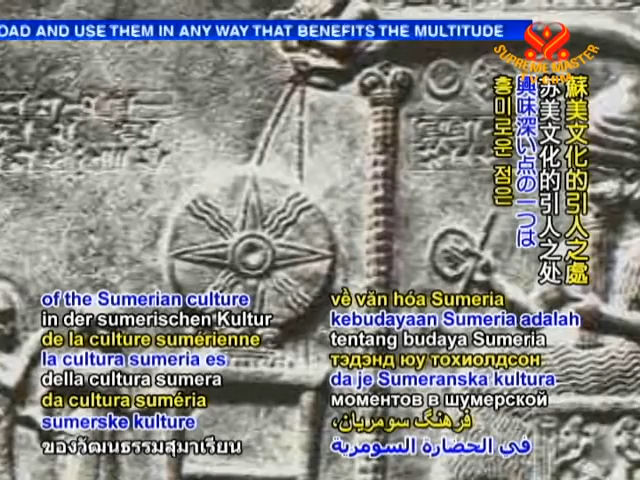 OAD AND USE THEM IN ANY WAY THAT BENEFITS THE MULTITUDE
SUPREME MASTER
蘇美文化的引人之處
苏美文化的引人之处
興味深い点の一つは
흥미로운 점은
of the Sumerian culture
in der sumerischen Kultur
de la culture sumérienne
la cultura sumeria es
della cultura sumera
da cultura suméria
sumerske kulture
ของวัฒนธรรมสุมาเรียน
về văn hóa Sumeria
kebudayaan Sumeria adalah
tentang budaya Sumeria
тэдэнд юу тохиолдсон
da je Sumeranska kultura
моментов в шумерской
فرهنگ سومریان،
في الحضارة السومرية